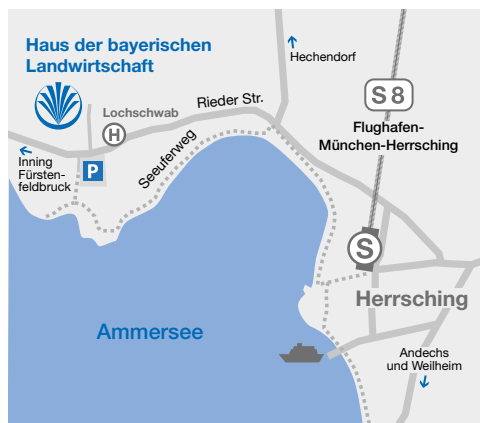 Haus der bayerischen
Landwirtschaft
Hechendorf
S 8
Flughafen-
München-Herrsching
Rieder Str.
Lochschwab
H
Seeuferweg
Inning
Fürsten-
feldbruck
P
S
Herrsching
Ammersee
Andechs
und Weilheim